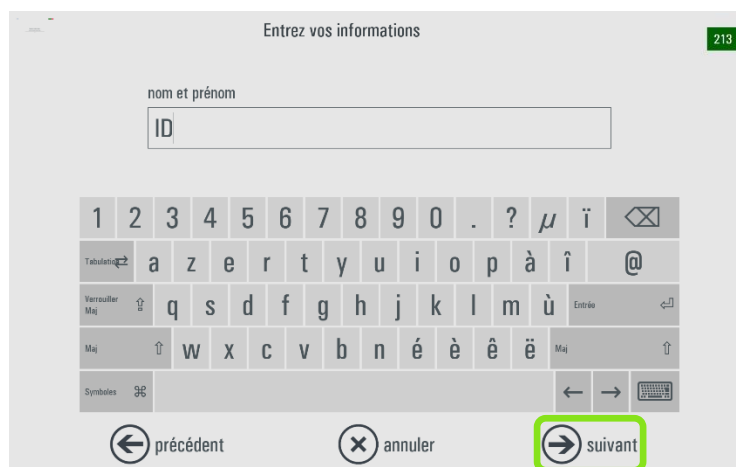 Entrez vos informations
213
nom et prénom
ID
1 2 3 4 5 6 7 8 9 0 . ? µ ï
a z e r t y u i o p à î @
Verrouiller Maj q s d f g h j k l m ù Entrée
Maj w x c v b n é è ê ë Maj
Symboles ⌘ ← →
précédent annuler suivant